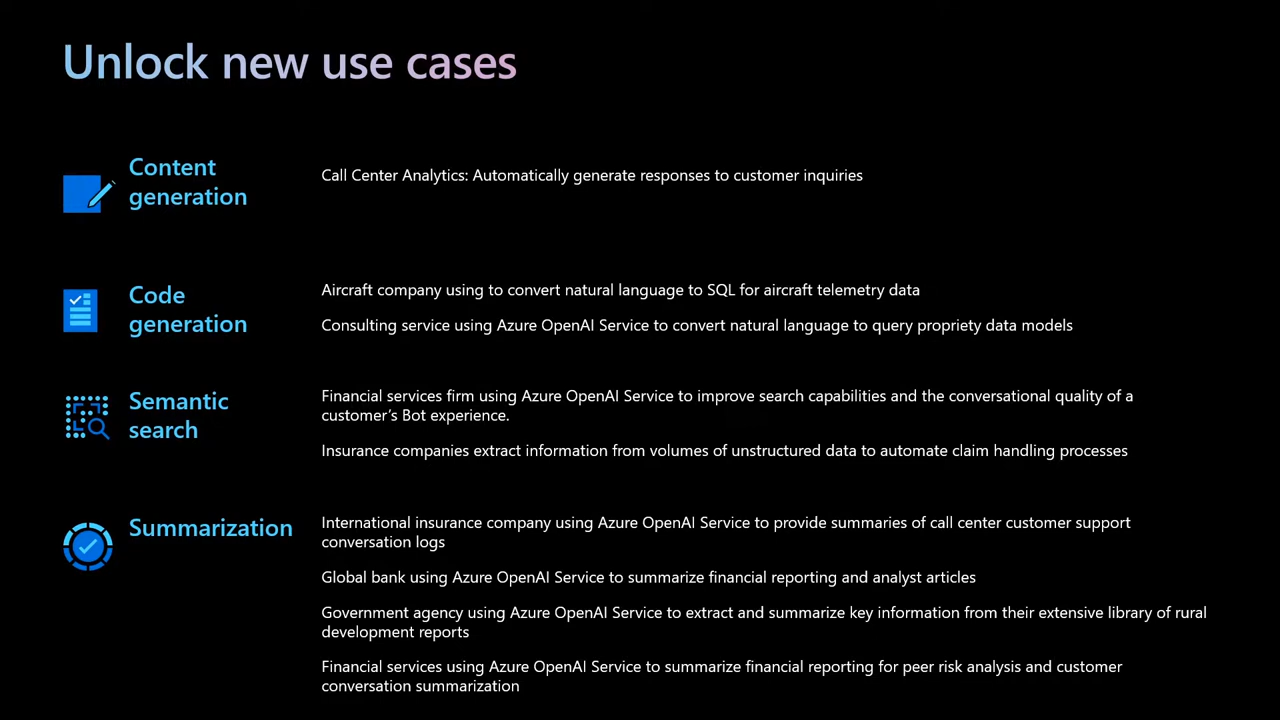 Unlock new use cases
Content
generation
Call Center Analytics: Automatically generate responses to customer inquiries
Code
generation
Aircraft company using to convert natural language to SQL for aircraft telemetry data
Consulting service using Azure OpenAI Service to convert natural language to query propriety data models
Semantic
search
Financial services firm using Azure OpenAI Service to improve search capabilities and the conversational quality of a
customer’s Bot experience.
Insurance companies extract information from volumes of unstructured data to automate claim handling processes
Summarization
International insurance company using Azure OpenAI Service to provide summaries of call center customer support
conversation logs
Global bank using Azure OpenAI Service to summarize financial reporting and analyst articles
Government agency using Azure OpenAI Service to extract and summarize key information from their extensive library of rural
development reports
Financial services using Azure OpenAI Service to summarize financial reporting for peer risk analysis and customer
conversation summarization